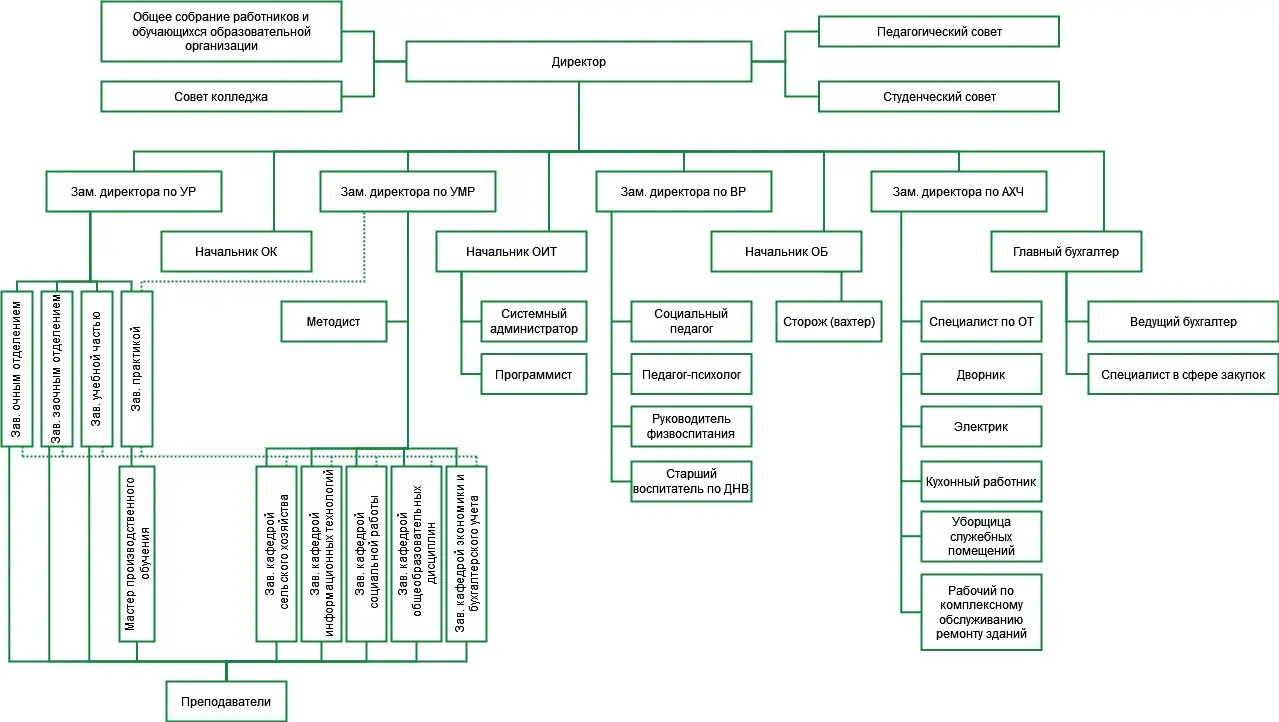 Общее собрание работников и
обучающихся образовательной
организации
Педагогический совет
Директор
Совет колледжа
Студенческий совет
Зам. директора по УР
Зам. директора по УМР
Зам. директора по ВР
Зам. директора по АХЧ
Начальник ОК
Начальник ОИТ
Начальник ОБ
Главный бухгалтер
Зав. очным отделением
Зав. заочным отделением
Зав. учебной частью
Зав. практикой
Методист
Системный
администратор
Социальный
педагог
Сторож (вахтер)
Специалист по ОТ
Ведущий бухгалтер
Программист
Педагог-психолог
Дворник
Специалист в сфере закупок
Руководитель
физвоспитания
Электрик
Старший
воспитатель по ДНВ
Кухонный работник
Мастер производственного
обучения
Зав. кафедрой
сельского хозяйства
Зав. кафедрой
информационных технологий
Зав. кафедрой
социальной работы
Зав. кафедрой
общеобразовательных
дисциплин
Зав. кафедрой экономики и
бухгалтерского учета
Уборщица
служебных
помещений
Рабочий по
комплексному
обслуживанию
ремонту зданий
Преподаватели